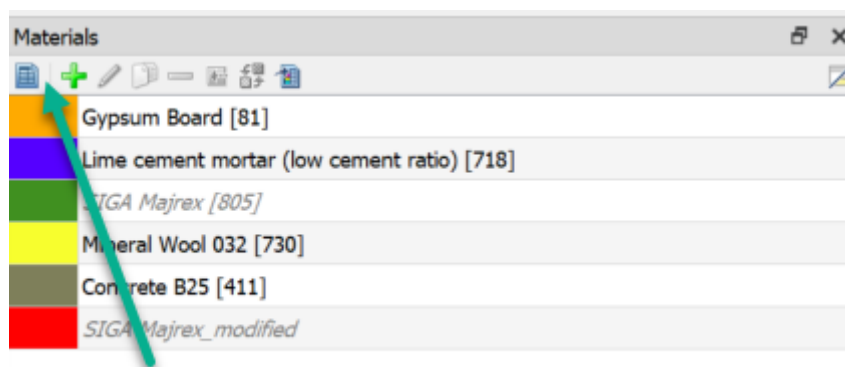 Materials
Gypsum Board [81]
Lime cement mortar (low cement ratio) [718]
SIGA Majrex [805]
Mineral Wool 032 [730]
Concrete B25 [411]
SIGA Majrex_modified